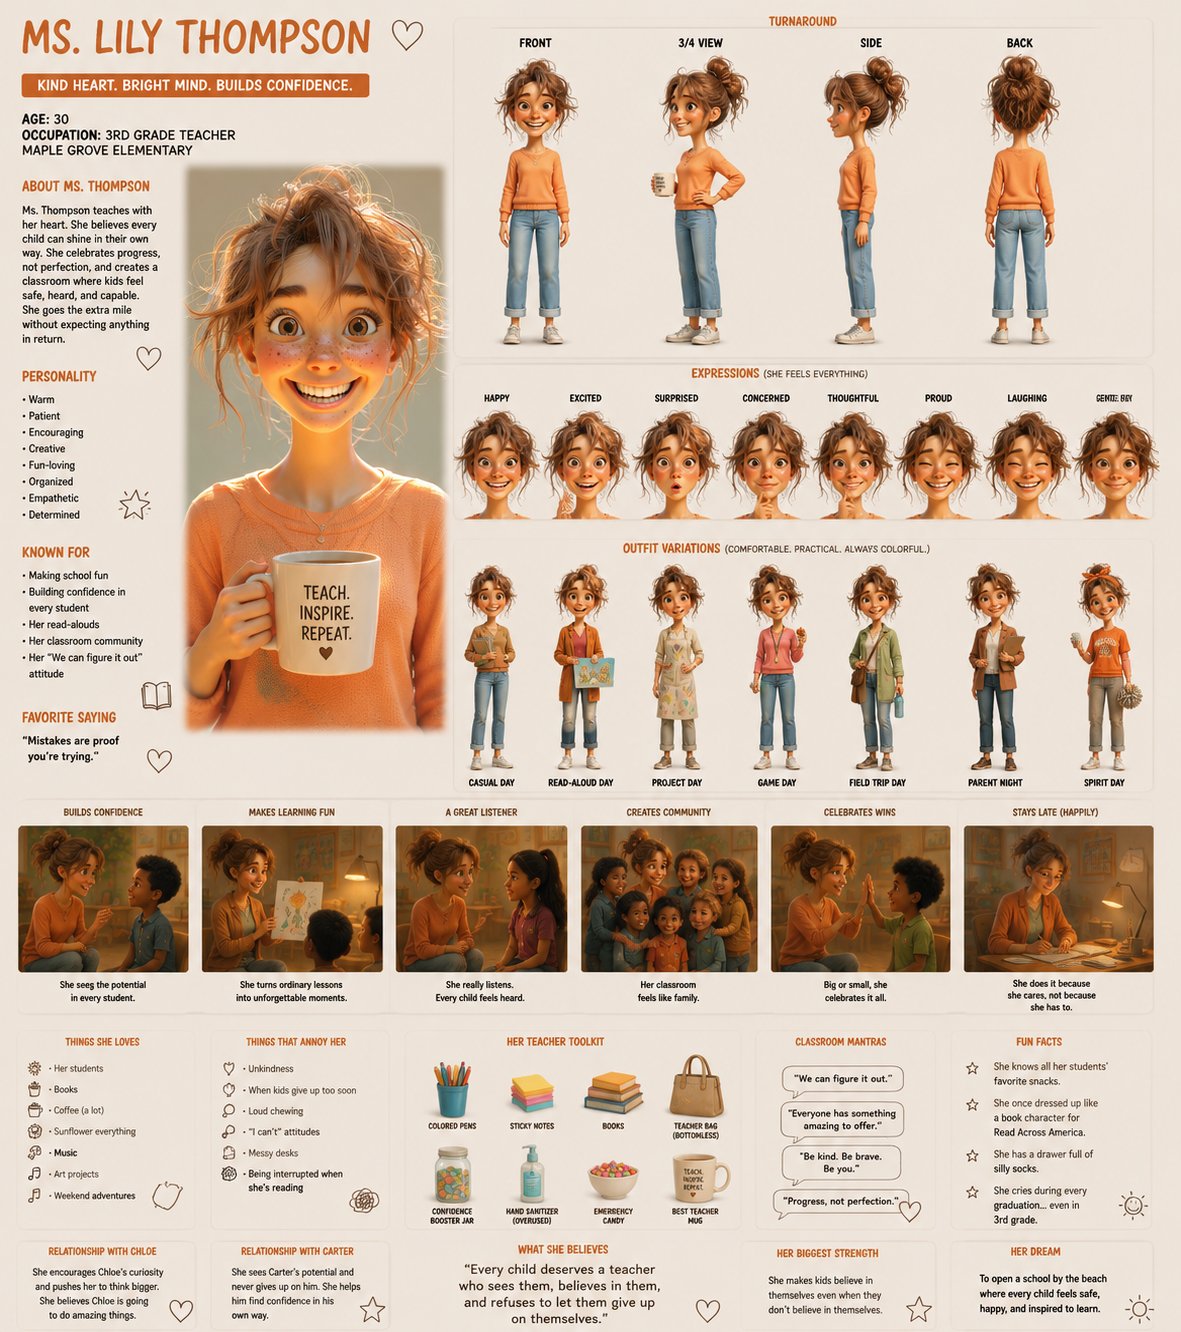 MS. LILY THOMPSON
KIND HEART. BRIGHT MIND. BUILDS CONFIDENCE.
AGE: 30
OCCUPATION: 3RD GRADE TEACHER
MAPLE GROVE ELEMENTARY
ABOUT MS. THOMPSON
Ms. Thompson teaches with
her heart. She believes every
child can shine in their own
way. She celebrates progress,
not perfection, and creates a
classroom where kids feel
safe, heard, and capable.
She goes the extra mile
without expecting anything
in return.
PERSONALITY
• Warm
• Patient
• Encouraging
• Creative
• Fun-loving
• Organized
• Empathetic
• Determined
KNOWN FOR
• Making school fun
• Building confidence in
every student
• Her read-alouds
• Her classroom community
• Her "We can figure it out"
attitude
FAVORITE SAYING
"Mistakes are proof
you're trying."
TEACH.
INSPIRE.
REPEAT.
TURNAROUND
FRONT
3/4 VIEW
SIDE
BACK
EXPRESSIONS (SHE FEELS EVERYTHING)
HAPPY
EXCITED
SURPRISED
CONCERNED
THOUGHTFUL
PROUD
LAUGHING
OUTFIT VARIATIONS (COMFORTABLE. PRACTICAL. ALWAYS COLORFUL.)
CASUAL DAY
READ-ALOUD DAY
PROJECT DAY
GAME DAY
FIELD TRIP DAY
PARENT NIGHT
SPIRIT DAY
BUILDS CONFIDENCE
She sees the potential
in every student.
MAKES LEARNING FUN
She turns ordinary lessons
into unforgettable moments.
A GREAT LISTENER
She really listens.
Every child feels heard.
CREATES COMMUNITY
Her classroom
feels like family.
CELEBRATES WINS
Big or small, she
celebrates it all.
STAYS LATE (HAPPILY)
She does it because
she cares, not because
she has to.
THINGS SHE LOVES
• Her students
• Books
• Coffee (a lot)
• Sunflower everything
• Music
• Art projects
• Weekend adventures
THINGS THAT ANNOY HER
• Unkindness
• When kids give up too soon
• Loud chewing
• "I can't" attitudes
• Messy desks
• Being interrupted when
she's reading
HER TEACHER TOOLKIT
COLORED PENS
STICKY NOTES
BOOKS
TEACHER BAG
(BOTTOMLESS)
CONFIDENCE
BOOSTER JAR
HAND SANITIZER
(OVERUSED)
EMERGENCY
CANDY
TEACH.
REPEAT.
BEST TEACHER
MUG
CLASSROOM MANTRAS
"We can figure it out."
"Everyone has something
amazing to offer."
"Be kind. Be brave.
Be you."
"Progress, not perfection."
FUN FACTS
She knows all her students'
favorite snacks.
She once dressed up like
a book character for
Read Across America.
She has a drawer full of
silly socks.
She cries during every
graduation... even in
3rd grade.
RELATIONSHIP WITH CHLOE
She encourages Chloe's curiosity
and pushes her to think bigger.
She believes Chloe is going
to do amazing things.
RELATIONSHIP WITH CARTER
She sees Carter's potential and
never gives up on him. She helps
him find confidence in his
own way.
WHAT SHE BELIEVES
"Every child deserves a teacher
who sees them, believes in them,
and refuses to let them give up
on themselves."
HER BIGGEST STRENGTH
She makes kids believe in
themselves even when they
don't believe in themselves.
HER DREAM
To open a school by the beach
where every child feels safe,
happy, and inspired to learn.